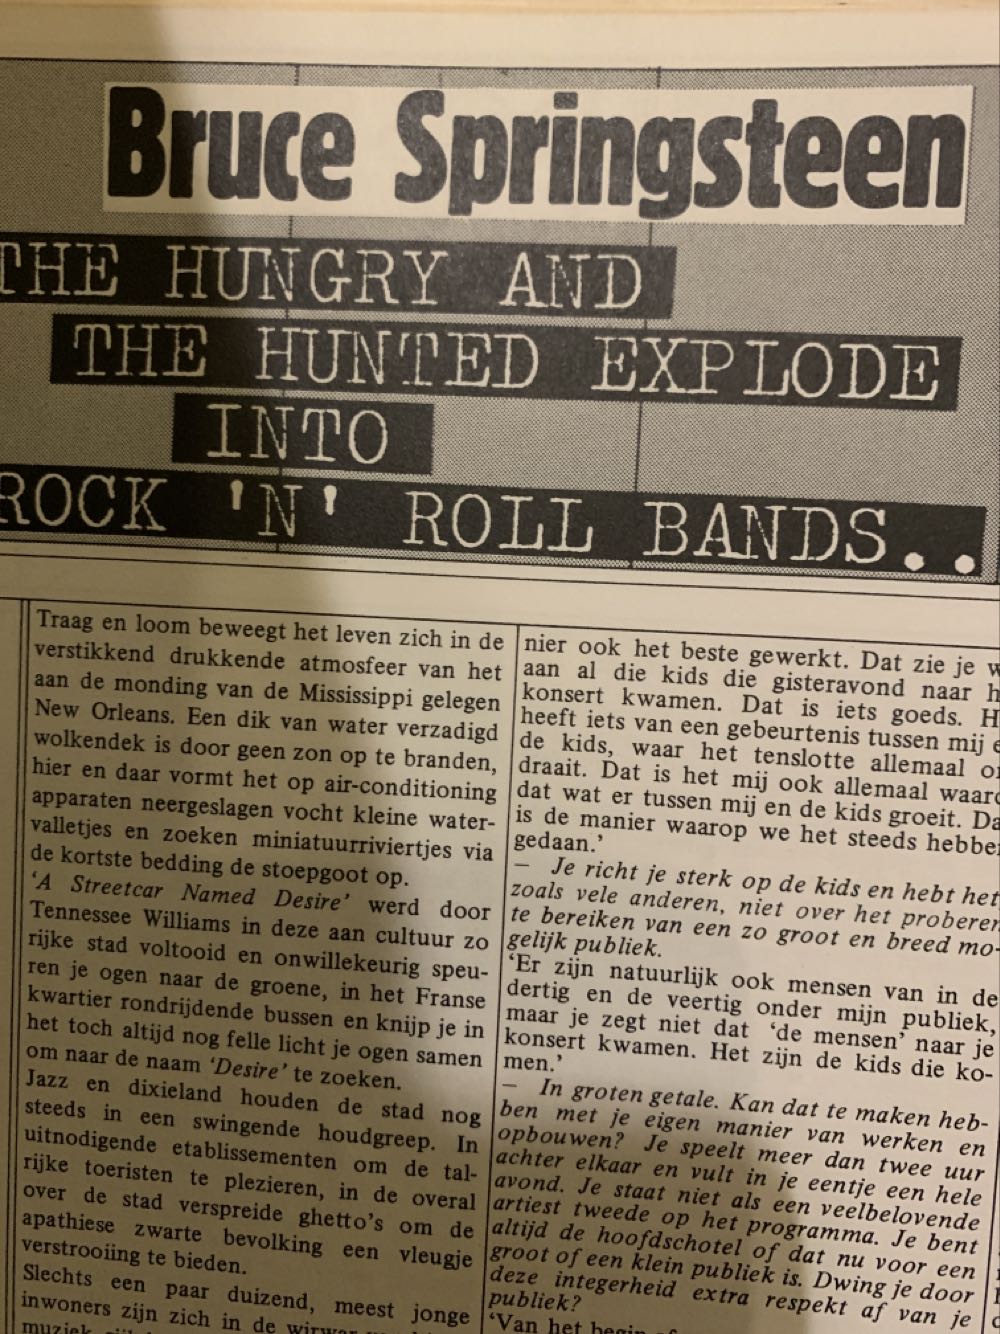 Bruce Springsteen
THE HUNGRY AND
THE HUNTED EXPLODE
INTO
ROCK 'N' ROLL BANDS..
Traag en loom beweegt het leven zich in de
verstikkend drukkende atmosfeer van het
aan de monding van de Mississippi gelegen
New Orleans. Een dik van water verzadigd
wolkendek is door geen zon op te branden,
hier en daar vormt het op air-conditioning
apparaten neergeslagen vocht kleine water-
valletjes en zoeken miniatuurriviertjes via
de kortste bedding de stoepgoot op.
‘A Streetcar Named Desire’ werd door
Tennessee Williams in deze aan cultuur zo
rijke stad voltooid en onwillekeurig speu-
ren je ogen naar de groene, in het Franse
kwartier rondrijdende bussen en knijp je in
het toch altijd nog felle licht je ogen samen
om naar de naam ‘Desire’ te zoeken.
Jazz en dixieland houden de stad nog
steeds in een swingende houdgreep. In
uitnodigende etablissementen om de tal-
rijke toeristen te plezieren, in de overal
over de stad verspreide ghetto’s om de
apathiese zwarte bevolking een vleugje
verstrooiing te bieden.
Slechts een paar duizend, meest jonge
inwoners zijn zich in de
muziek
nier ook het beste gewerkt. Dat zie je
aan al die kids die gisteravond naar
konsert kwamen. Dat is iets goeds.
heeft iets van een gebeurtenis tussen mij
de kids, waar het tenslotte allemaal
draait. Dat is het mij ook allemaal
dat wat er tussen mij en de kids groeit.
is de manier waarop we het steeds
gedaan.’
— Je richt je sterk op de kids en hebt het
zoals vele anderen, niet over het
te bereiken van een zo groot en breed mo-
gelijk publiek.
‘Er zijn natuurlijk ook mensen van in de
dertig en de veertig onder mijn publiek,
maar je zegt niet dat ‘de mensen’ naar je
konsert kwamen. Het zijn de kids die ko-
men.’
— In groten getale. Kan dat te maken heb-
ben met je eigen manier van werken en
opbouwen? Je speelt meer dan twee uur
achter elkaar en vult in je eentje een hele
avond. Je staat niet als een veelbelovende
artiest tweede op het programma. Je bent
altijd de hoofdschotel of dat nu voor een
groot of een klein publiek is. Dwing je door
deze integerheid extra respekt af van je
publiek?
‘Van het begin